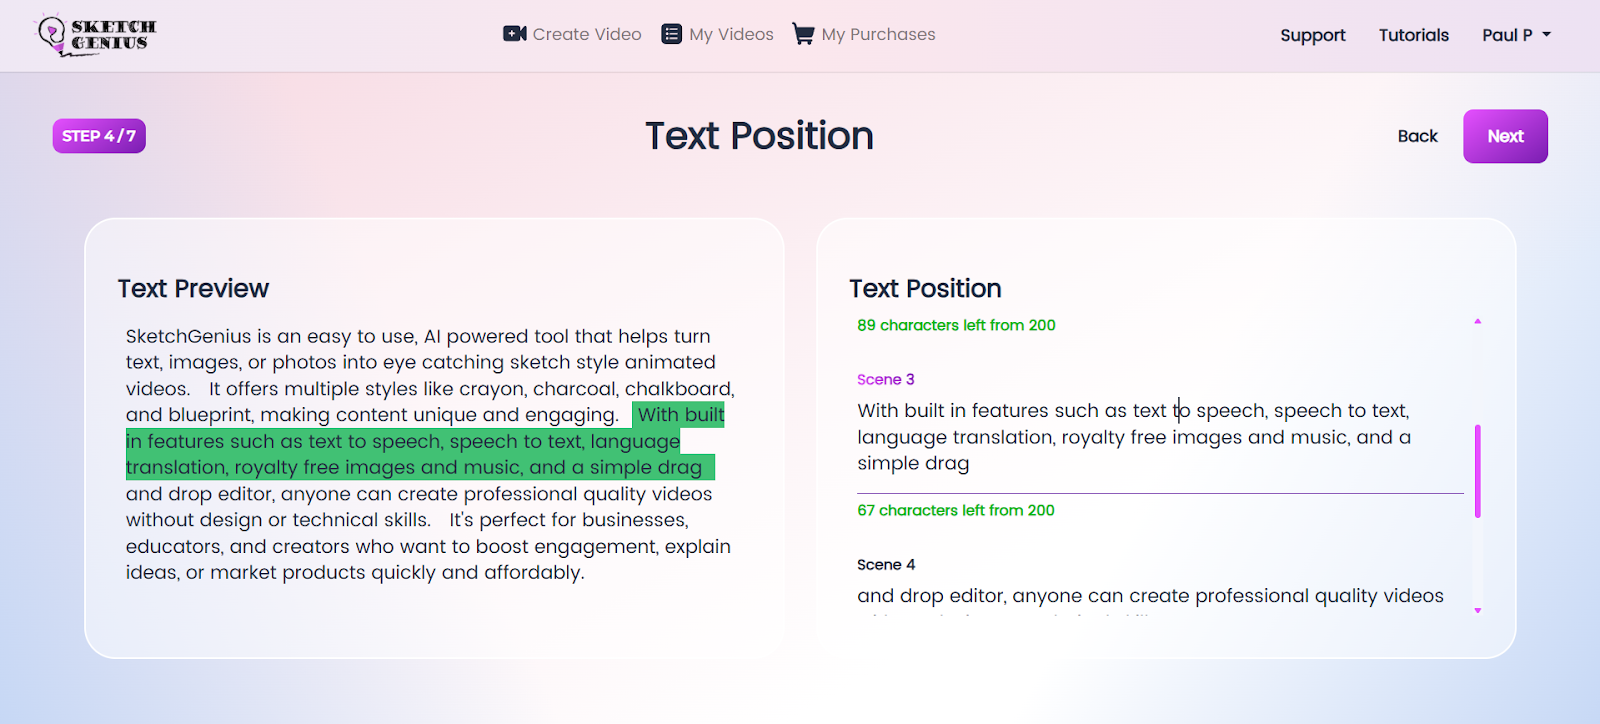 SKETCH
GENIUS
Create Video
My Videos
My Purchases
Support
Tutorials
Paul P
STEP 4/7
Text Position
Back
Next
Text Preview
SketchGenius is an easy to use, AI powered tool that helps turn
text, images, or photos into eye catching sketch style animated
videos. It offers multiple styles like crayon, charcoal, chalkboard,
and blueprint, making content unique and engaging. With built
in features such as text to speech, speech to text, language
translation, royalty free images and music, and a simple drag
and drop editor, anyone can create professional quality videos
without design or technical skills. It's perfect for businesses,
educators, and creators who want to boost engagement, explain
ideas, or market products quickly and affordably.
Text Position
89 characters left from 200
Scene 3
With built in features such as text to speech, speech to text,
language translation, royalty free images and music, and a
simple drag
67 characters left from 200
Scene 4
and drop editor, anyone can create professional quality videos